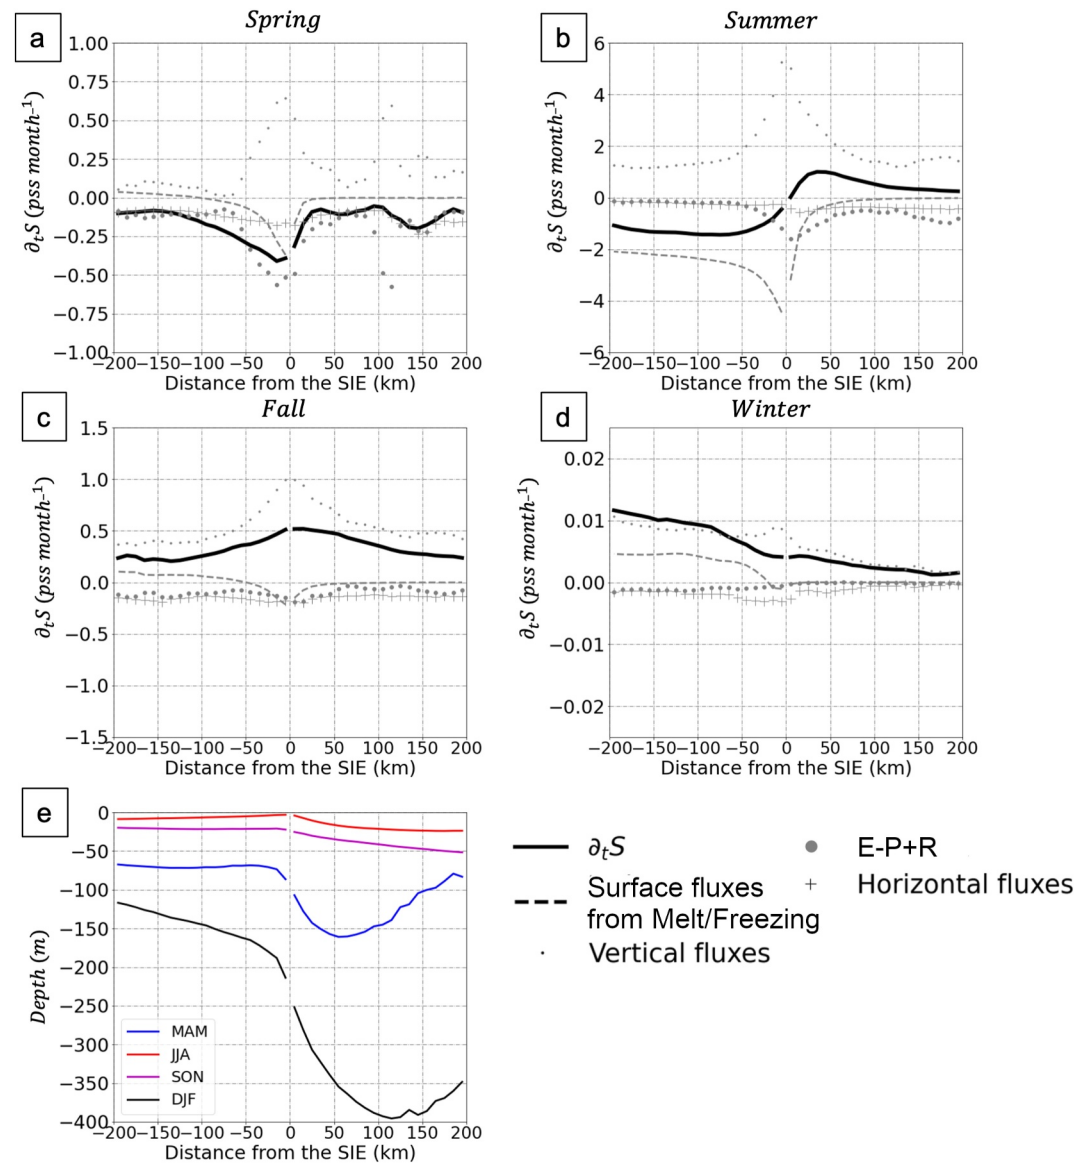 a
Spring
∂ₜS (pss month⁻¹)
1.00
0.75
0.50
0.25
0.00
−0.25
−0.50
−0.75
−1.00
−200 −150 −100 −50 0 50 100 150 200
Distance from the SIE (km)
b
Summer
∂ₜS (pss month⁻¹)
6
4
2
0
−2
−4
−6
−200 −150 −100 −50 0 50 100 150 200
Distance from the SIE (km)
c
Fall
∂ₜS (pss month⁻¹)
1.5
1.0
0.5
0.0
−0.5
−1.0
−1.5
−200 −150 −100 −50 0 50 100 150 200
Distance from the SIE (km)
d
Winter
∂ₜS (pss month⁻¹)
0.02
0.01
0.00
−0.01
−0.02
−200 −150 −100 −50 0 50 100 150 200
Distance from the SIE (km)
e
Depth (m)
0
−50
−100
−150
−200
−250
−300
−350
−400
MAM
JJA
SON
DJF
−200 −150 −100 −50 0 50 100 150 200
Distance from the SIE (km)
∂ₜS
Surface fluxes
from Melt/Freezing
Vertical fluxes
E-P+R
Horizontal fluxes